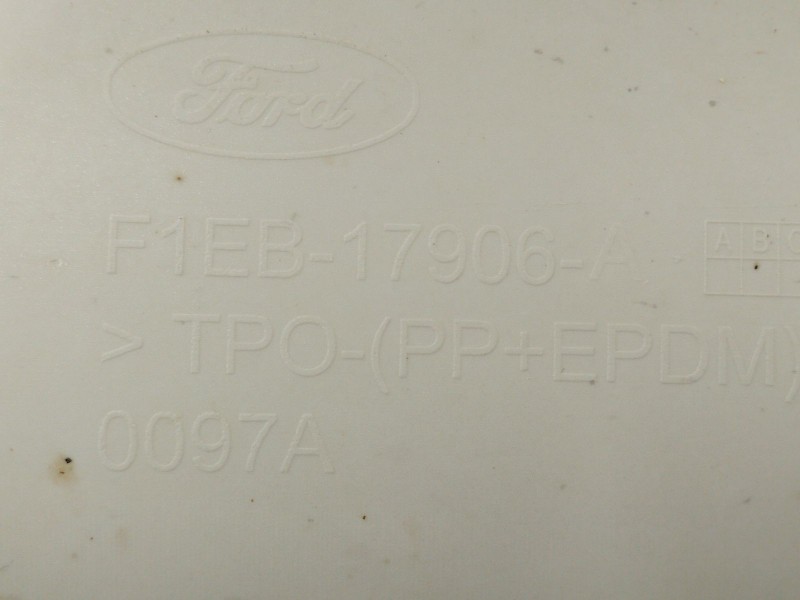 Ford
F1EB-17906-A
A B C
> TPO-(PP+EPDM)
0097A